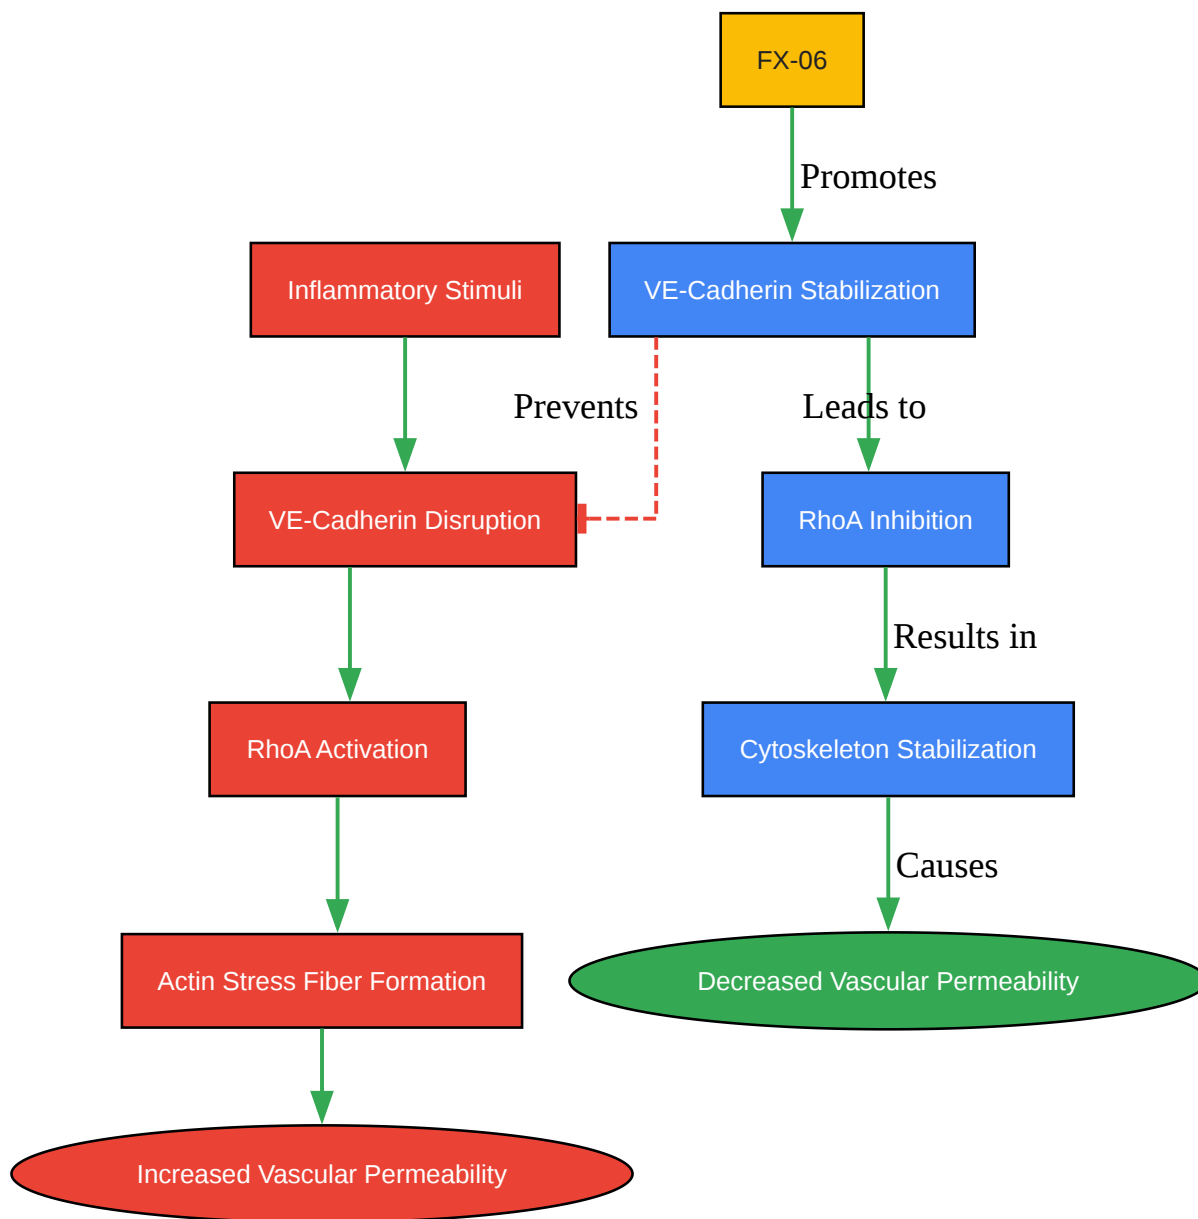 FX-06
Promotes
Inflammatory Stimuli
VE-Cadherin Stabilization
Prevents
Leads to
VE-Cadherin Disruption
RhoA Inhibition
Results in
RhoA Activation
Cytoskeleton Stabilization
Causes
Actin Stress Fiber Formation
Decreased Vascular Permeability
Increased Vascular Permeability